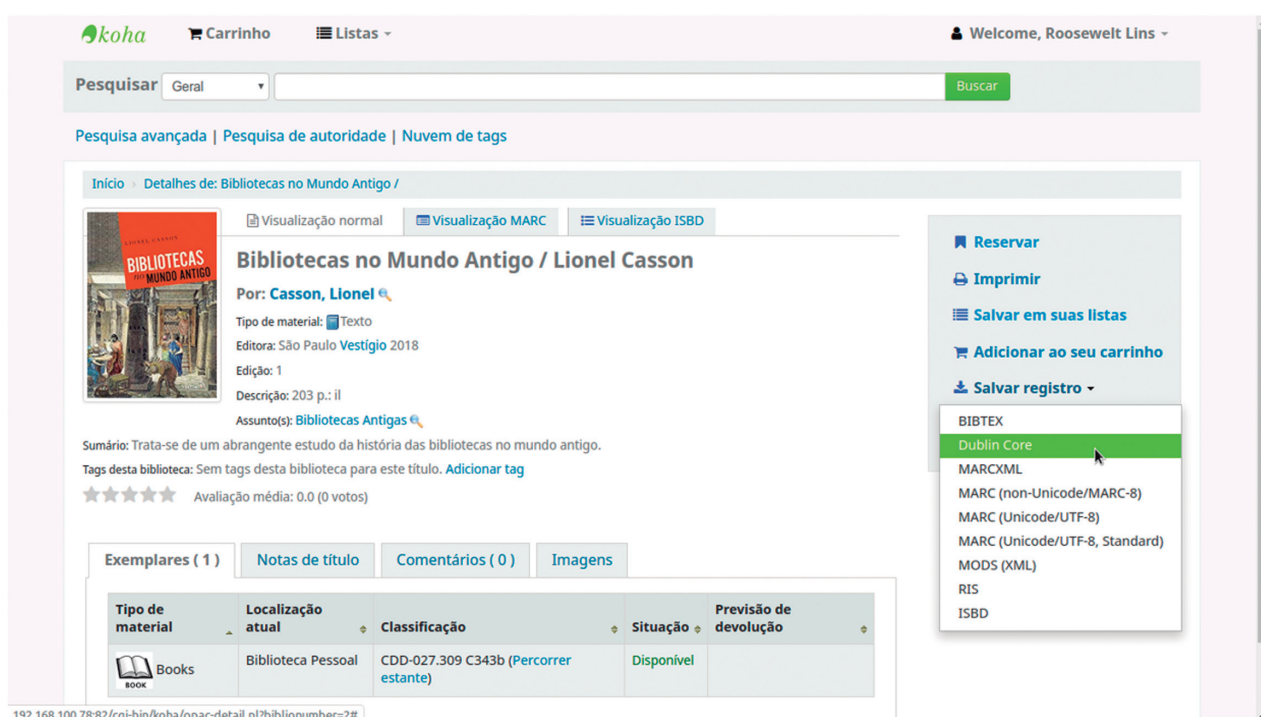 koha Carrinho Listas Welcome, Roosewelt Lins
Pesquisar Geral Buscar
Pesquisa avançada | Pesquisa de autoridade | Nuvem de tags
Início › Detalhes de: Bibliotecas no Mundo Antigo /
Visualização normal Visualização MARC Visualização ISBD
LIONEL CASSON
BIBLIOTECAS
NO MUNDO ANTIGO
Bibliotecas no Mundo Antigo / Lionel Casson
Por: Casson, Lionel
Tipo de material: Texto
Editora: São Paulo Vestígio 2018
Edição: 1
Descrição: 203 p.: il
Assunto(s): Bibliotecas Antigas
Sumário: Trata-se de um abrangente estudo da história das bibliotecas no mundo antigo.
Tags desta biblioteca: Sem tags desta biblioteca para este título. Adicionar tag
Avaliação média: 0.0 (0 votos)
Reservar
Imprimir
Salvar em suas listas
Adicionar ao seu carrinho
Salvar registro
BIBTEX
Dublin Core
MARCXML
MARC (non-Unicode/MARC-8)
MARC (Unicode/UTF-8)
MARC (Unicode/UTF-8, Standard)
MODS (XML)
RIS
ISBD
Exemplares ( 1 ) Notas de título Comentários ( 0 ) Imagens
Tipo de material Localização atual Classificação Situação Previsão de devolução
BOOK Books Biblioteca Pessoal CDD-027.309 C343b (Percorrer estante) Disponível
192.168.100.78:82/cgi-bin/koha/opac-detail.pl?biblionumber=2#